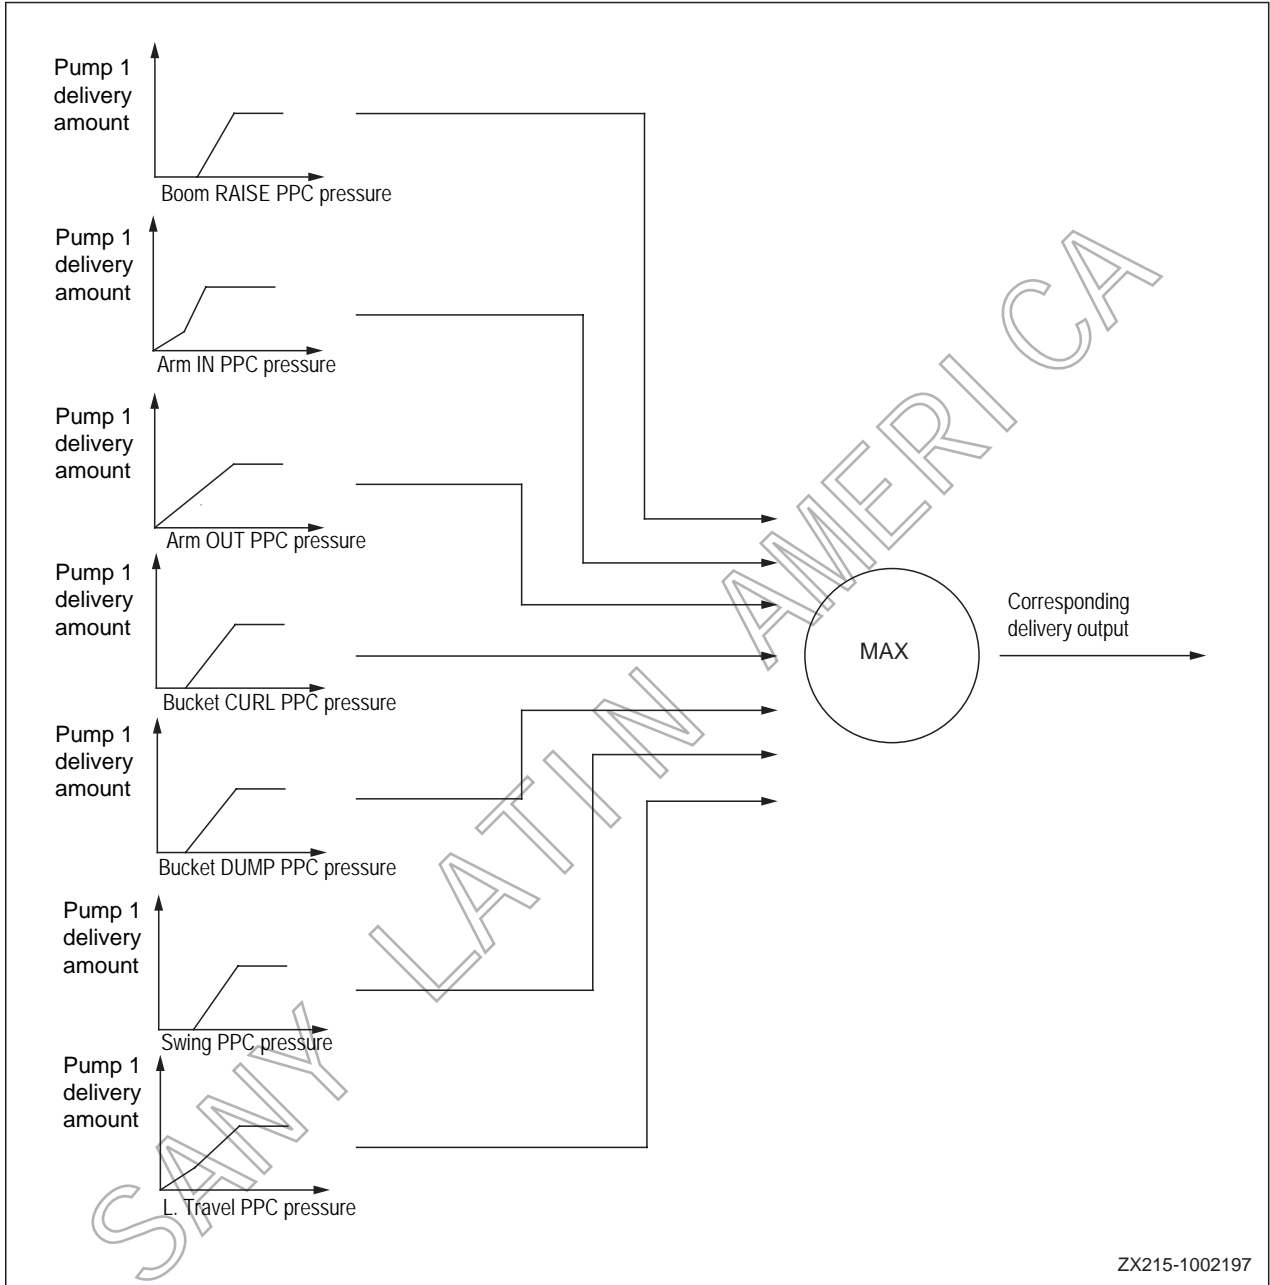 Pump 1
delivery
amount
Boom RAISE PPC pressure
Pump 1
delivery
amount
Arm IN PPC pressure
Pump 1
delivery
amount
Arm OUT PPC pressure
Pump 1
delivery
amount
Bucket CURL PPC pressure
Pump 1
delivery
amount
Bucket DUMP PPC pressure
Pump 1
delivery
amount
Swing PPC pressure
Pump 1
delivery
amount
L. Travel PPC pressure
MAX
Corresponding
delivery output
SANY LATIN AMERICA
ZX215-1002197